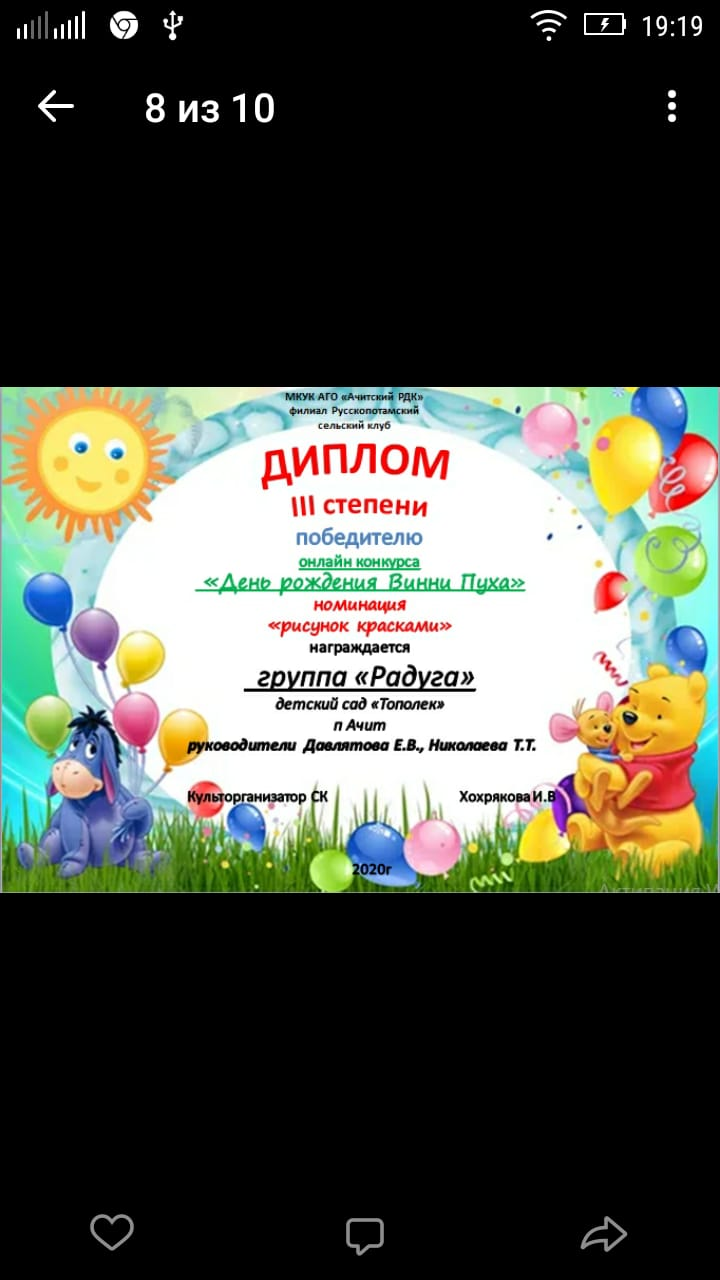 19:19
8 из 10
МКУК АГО «Ачитский РДК»
филиал Русскопотамский
сельский клуб
ДИПЛОМ
III степени
победителю
онлайн конкурса
«День рождения Винни Пуха»
номинация
«рисунок красками»
награждается
группа «Радуга»
детский сад «Тополек»
п Ачит
руководители Давлятова Е.В., Николаева Т.Т.
Культорганизатор СК Хохрякова И.В
2020г